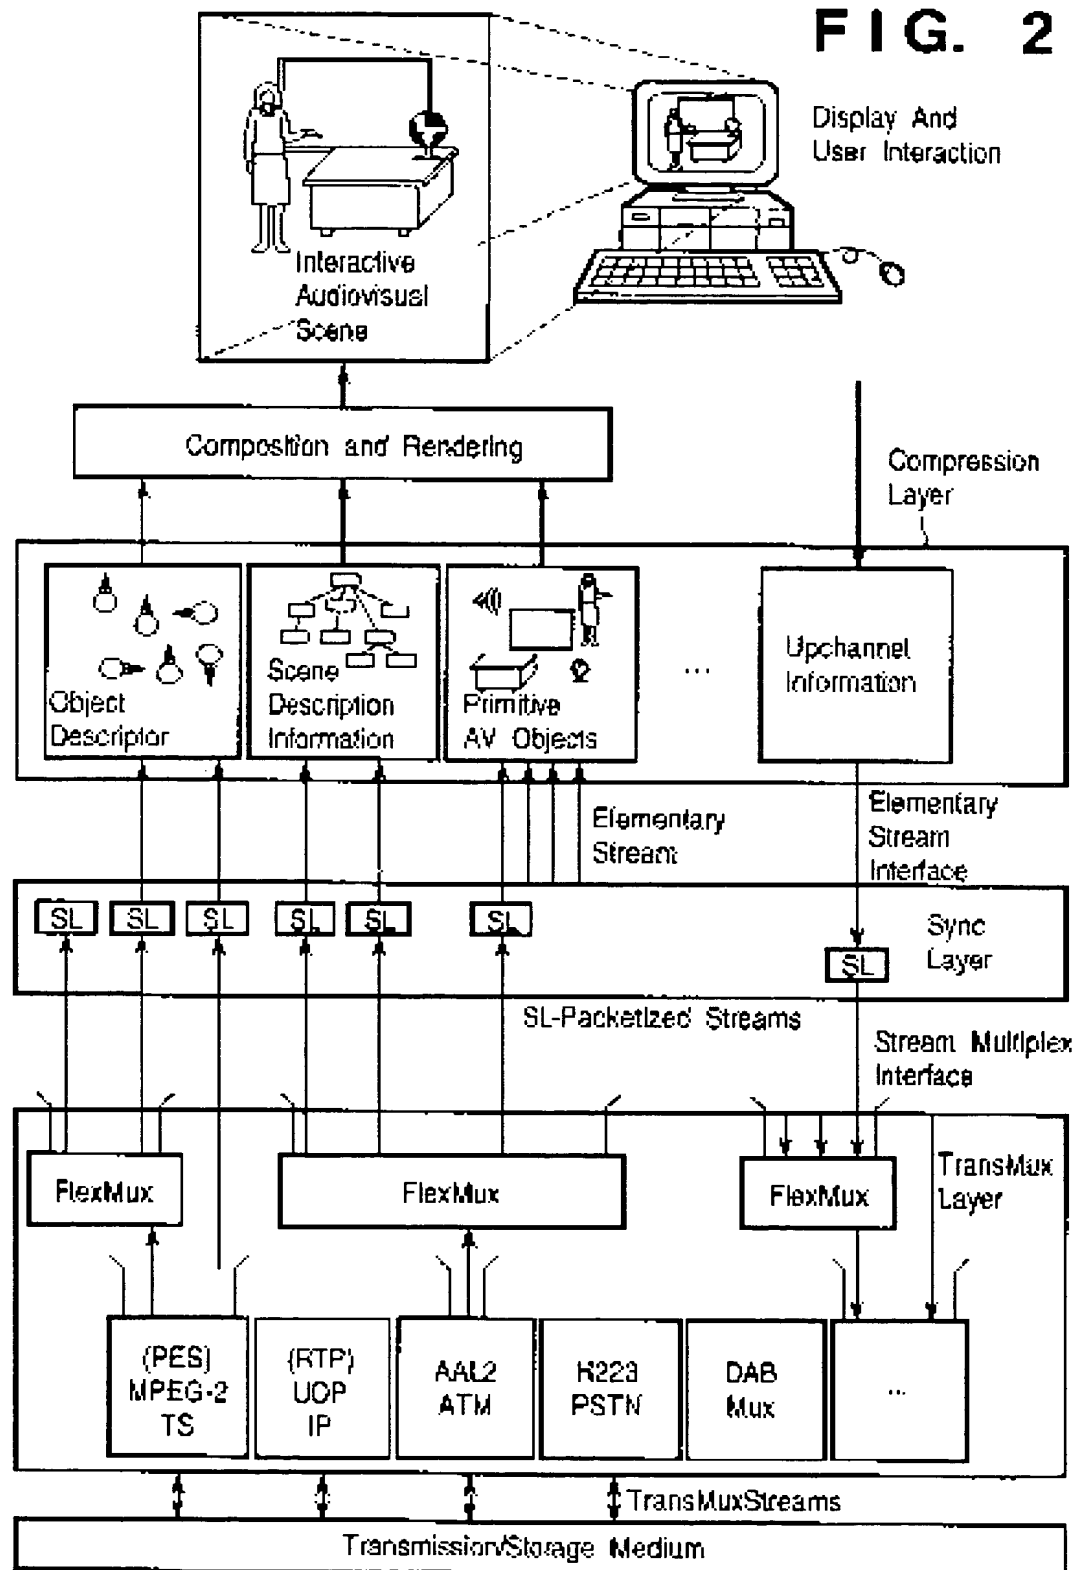 FIG. 2
Display And
User Interaction
Interactive
Audiovisual
Scene
Composition and Rendering
Compression
Layer
Object
Descriptor
Scene
Description
Information
Primitive
AV Objects
...
Upchannel
Information
Elementary
Stream
Elementary
Stream
Interface
SL
SL
SL
SL
SL
SL
SL
Sync
Layer
SL-Packetized Streams
Stream Multiplex
Interface
FlexMux
FlexMux
FlexMux
TransMux
Layer
(PES)
MPEG-2
TS
(RTP)
UDP
IP
AAL2
ATM
H223
PSTN
DAB
Mux
...
TransMuxStreams
Transmission/Storage Medium